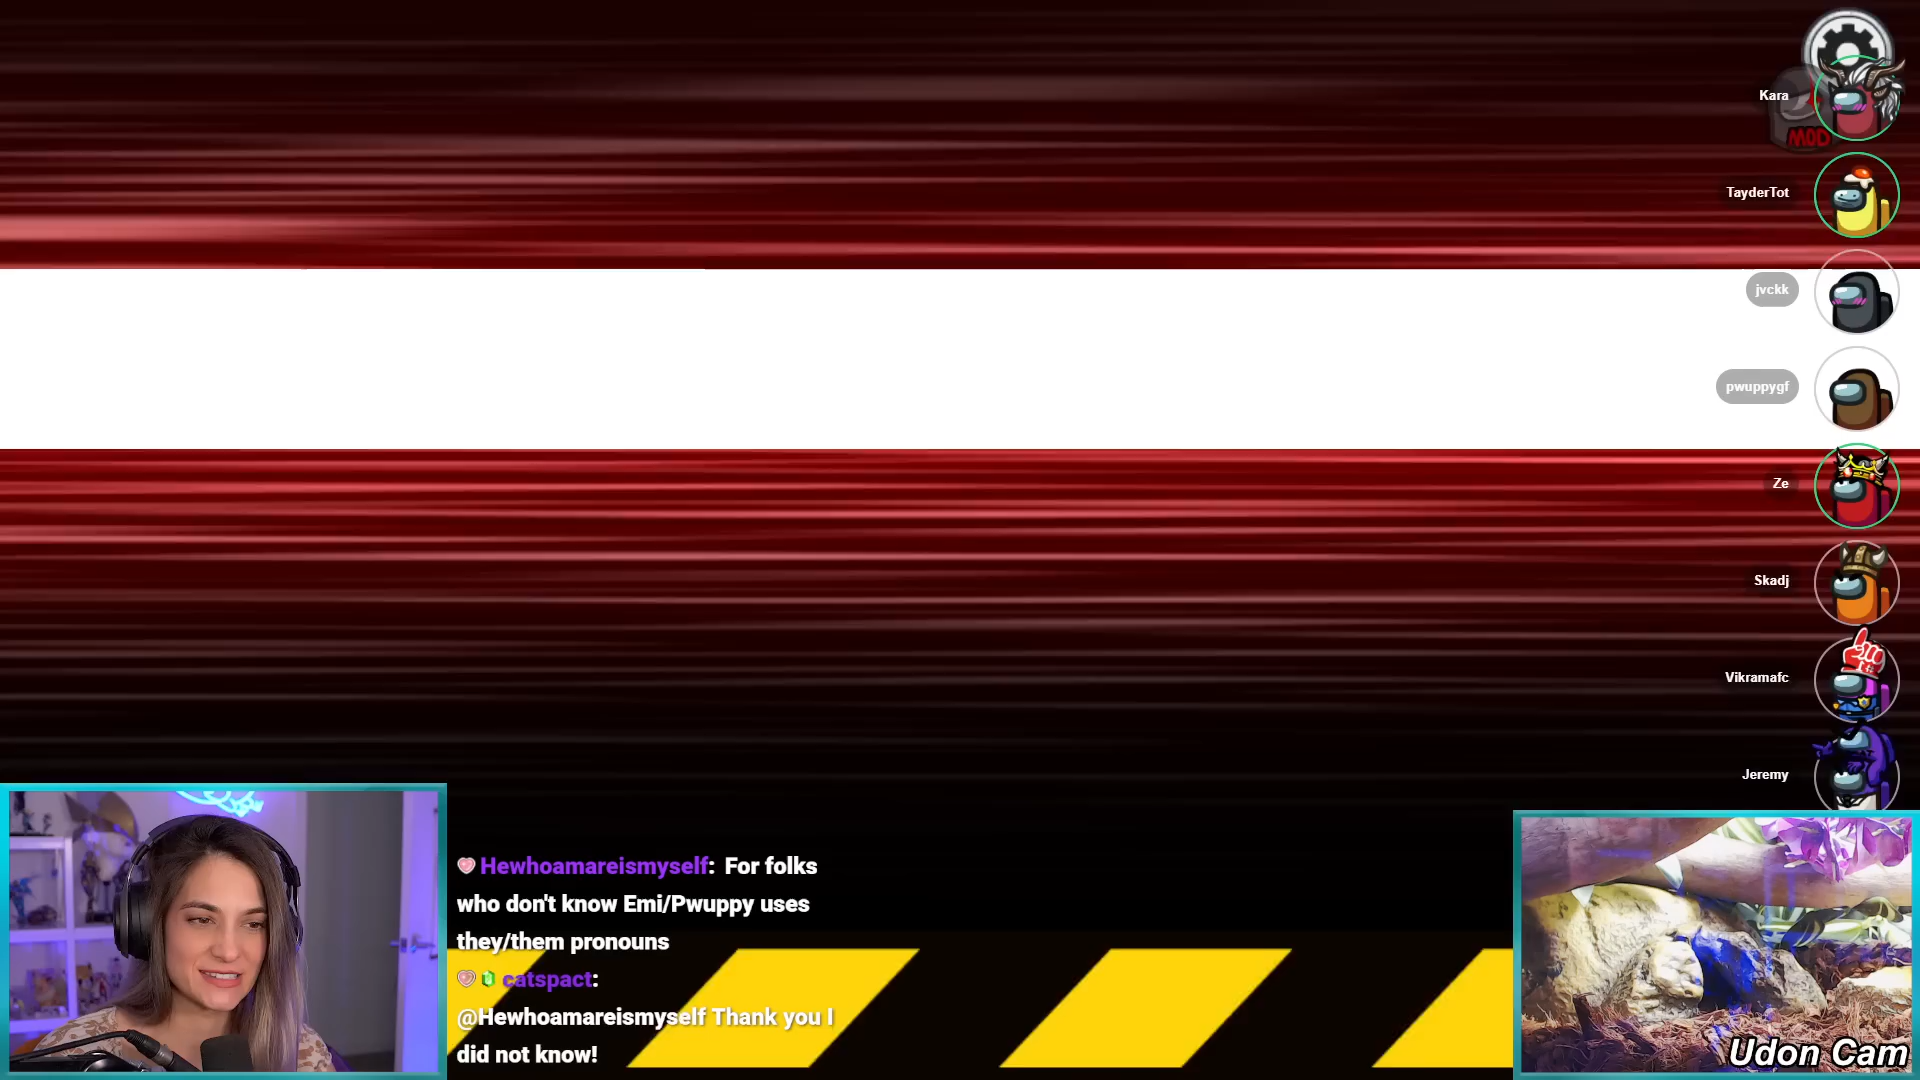 Kara
MOD
TayderTot
jvckk
pwuppygf
Ze
Skadj
Vikramafc
Jeremy
Hewhoamareismyself: For folks
who don't know Emi/Pwuppy uses
they/them pronouns
catspact:
@Hewhoamareismyself Thank you I
did not know!
Udon Cam